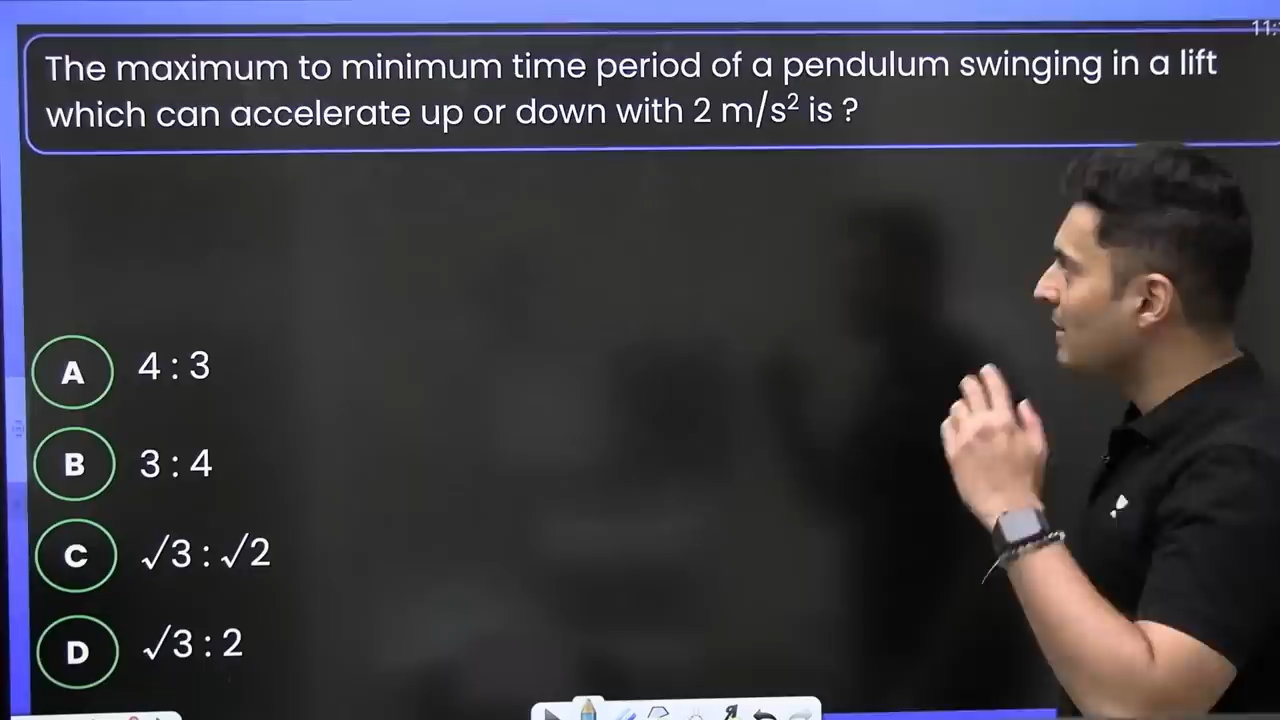 The maximum to minimum time period of a pendulum swinging in a lift
which can accelerate up or down with 2 m/s² is ?
A 4 : 3
B 3 : 4
C √3 : √2
D √3 : 2